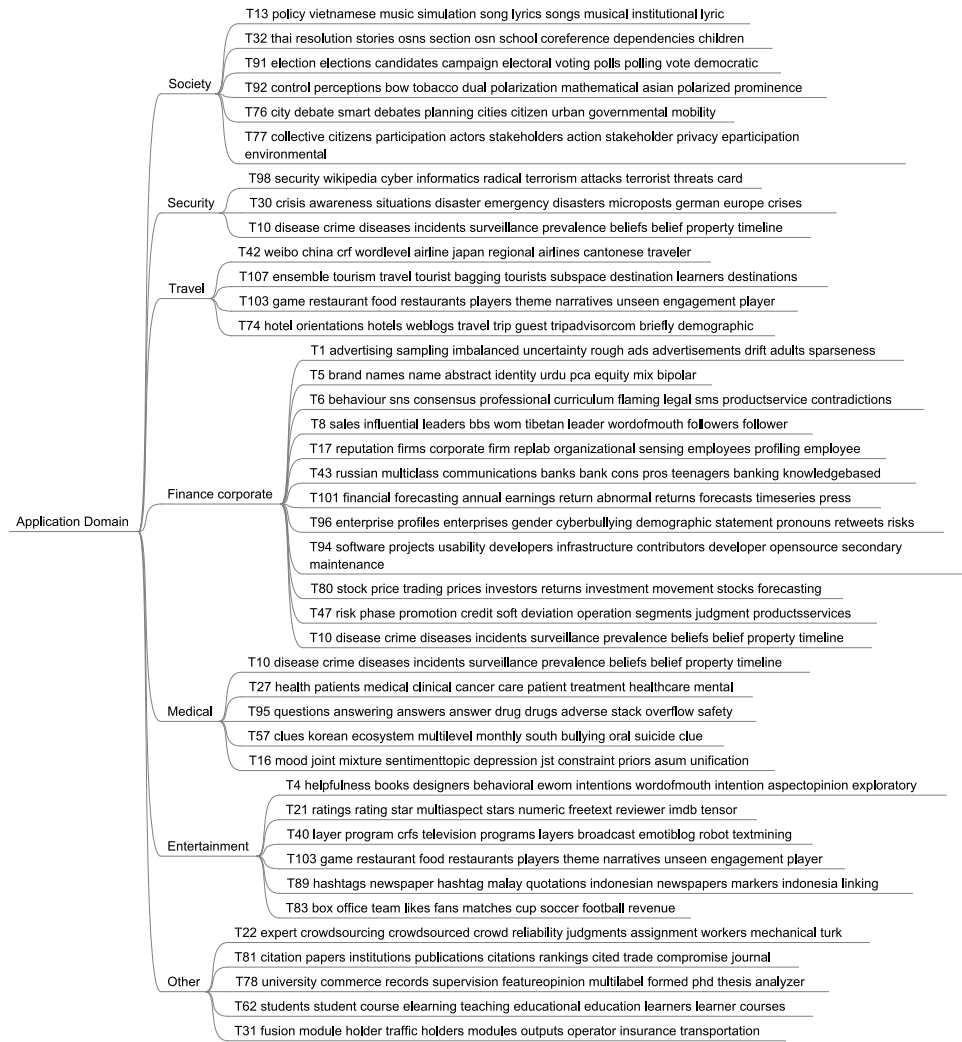 Application Domain
Society
T13 policy vietnamese music simulation song lyrics songs musical institutional lyric
T32 thai resolution stories osns section osn school coreference dependencies children
T91 election elections candidates campaign electoral voting polls polling vote democratic
T92 control perceptions bow tobacco dual polarization mathematical asian polarized prominence
T76 city debate smart debates planning cities citizen urban governmental mobility
T77 collective citizens participation actors stakeholders action stakeholder privacy eparticipation
environmental
Security
T98 security wikipedia cyber informatics radical terrorism attacks terrorist threats card
T30 crisis awareness situations disaster emergency disasters microposts german europe crises
T10 disease crime diseases incidents surveillance prevalence beliefs belief property timeline
Travel
T42 weibo china crf wordlevel airline japan regional airlines cantonese traveler
T107 ensemble tourism travel tourist bagging tourists subspace destination learners destinations
T103 game restaurant food restaurants players theme narratives unseen engagement player
T74 hotel orientations hotels weblogs travel trip guest tripadvisorcom briefly demographic
Finance corporate
T1 advertising sampling imbalanced uncertainty rough ads advertisements drift adults sparseness
T5 brand names name abstract identity urdu pca equity mix bipolar
T6 behaviour sns consensus professional curriculum flaming legal sms productservice contradictions
T8 sales influential leaders bbs wom tibetan leader wordofmouth followers follower
T17 reputation firms corporate firm replab organizational sensing employees profiling employee
T43 russian multiclass communications banks bank cons pros teenagers banking knowledgebased
T101 financial forecasting annual earnings return abnormal returns forecasts timeseries press
T96 enterprise profiles enterprises gender cyberbullying demographic statement pronouns retweets risks
T94 software projects usability developers infrastructure contributors developer opensource secondary
maintenance
T80 stock price trading prices investors returns investment movement stocks forecasting
T47 risk phase promotion credit soft deviation operation segments judgment productsservices
T10 disease crime diseases incidents surveillance prevalence beliefs belief property timeline
Medical
T10 disease crime diseases incidents surveillance prevalence beliefs belief property timeline
T27 health patients medical clinical cancer care patient treatment healthcare mental
T95 questions answering answers answer drug drugs adverse stack overflow safety
T57 clues korean ecosystem multilevel monthly south bullying oral suicide clue
T16 mood joint mixture sentimenttopic depression jst constraint priors asum unification
Entertainment
T4 helpfulness books designers behavioral ewom intentions wordofmouth intention aspectopinion exploratory
T21 ratings rating star multiaspect stars numeric freetext reviewer imdb tensor
T40 layer program crfs television programs layers broadcast emotiblog robot textmining
T103 game restaurant food restaurants players theme narratives unseen engagement player
T89 hashtags newspaper hashtag malay quotations indonesian newspapers markers indonesia linking
T83 box office team likes fans matches cup soccer football revenue
Other
T22 expert crowdsourcing crowdsourced crowd reliability judgments assignment workers mechanical turk
T81 citation papers institutions publications citations rankings cited trade compromise journal
T78 university commerce records supervision featureopinion multilabel formed phd thesis analyzer
T62 students student course elearning teaching educational education learners learner courses
T31 fusion module holder traffic holders modules outputs operator insurance transportation